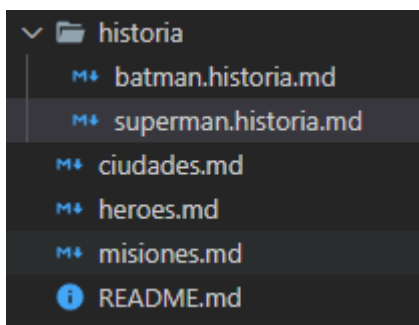 historia
batman.historia.md
superman.historia.md
ciudades.md
heroes.md
misiones.md
README.md